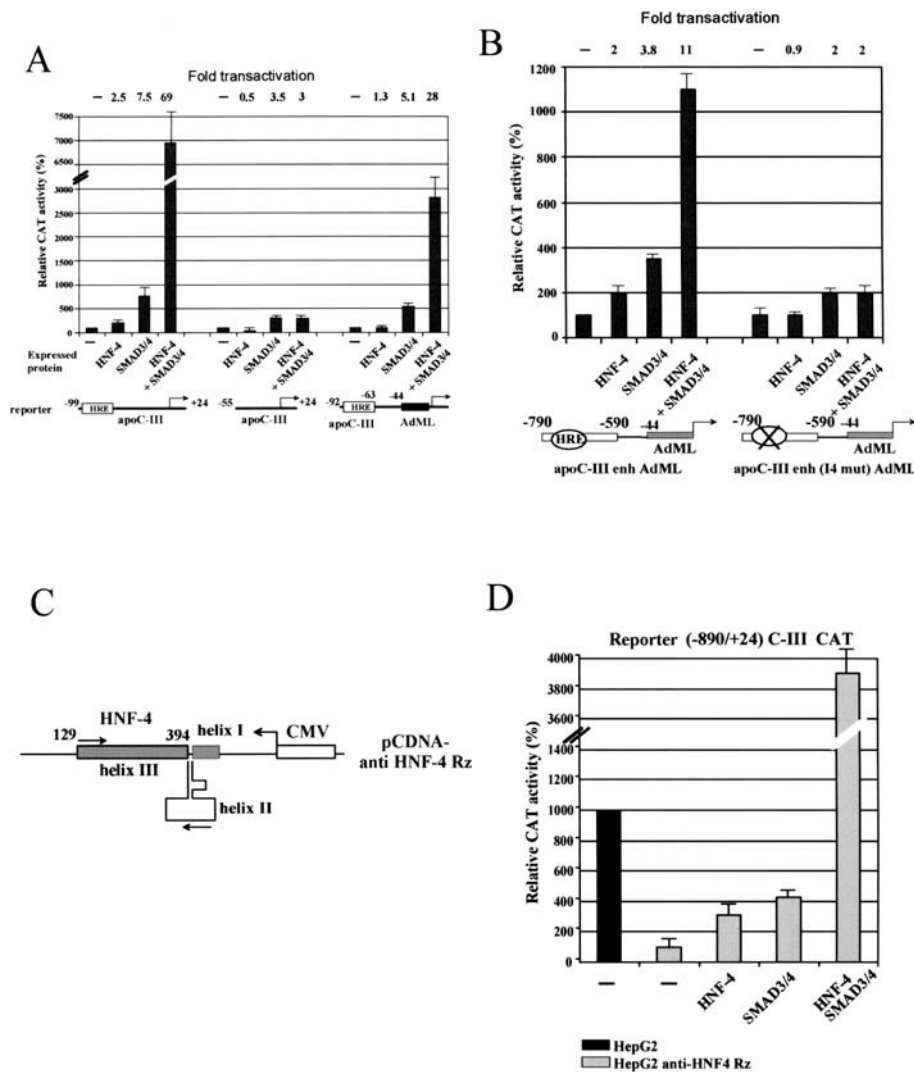 A
Fold transactivation
– 2.5 7.5 69 – 0.5 3.5 3 – 1.3 5.1 28
Relative CAT activity (%)
7500
7000
6500
3000
2500
2000
1500
1000
500
0
Expressed protein
– HNF-4 SMAD3/4 HNF-4 + SMAD3/4 – HNF-4 SMAD3/4 HNF-4 + SMAD3/4 – HNF-4 SMAD3/4 HNF-4 + SMAD3/4
reporter
-99 HRE +24 apoC-III
-55 +24 apoC-III
-92 HRE -63 -44 apoC-III AdML
B
Fold transactivation
– 2 3.8 11 – 0.9 2 2
Relative CAT activity (%)
1200
1000
800
600
400
200
0
HNF-4 SMAD3/4 HNF-4 + SMAD3/4 HNF-4 SMAD3/4 HNF-4 + SMAD3/4
-790 HRE -590 -44 AdML
apoC-III enh AdML
-790 -590 -44 AdML
apoC-III enh (I4 mut) AdML
C
HNF-4
129 394 helix I CMV
helix III
helix II
pCDNA-
anti HNF-4 Rz
D
Reporter (-890/+24) C-III CAT
Relative CAT activity (%)
4000
3800
3600
1400
1200
1000
800
600
400
200
0
– – HNF-4 SMAD3/4 HNF-4 SMAD3/4
HepG2
HepG2 anti-HNF4 Rz